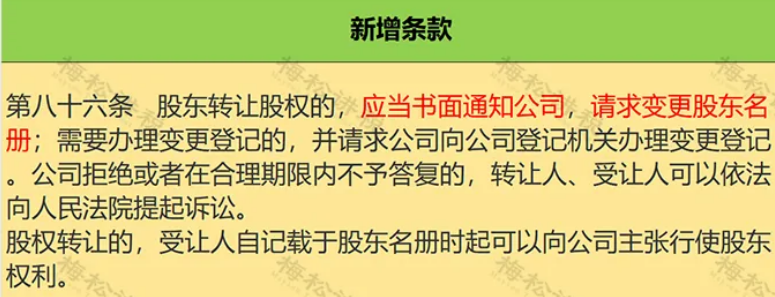 新增条款
第八十六条　股东转让股权的，应当书面通知公司，请求变更股东名
册；需要办理变更登记的，并请求公司向公司登记机关办理变更登记
。公司拒绝或者在合理期限内不予答复的，转让人、受让人可以依法
向人民法院提起诉讼。
股权转让的，受让人自记载于股东名册时起可以向公司主张行使股东
权利。